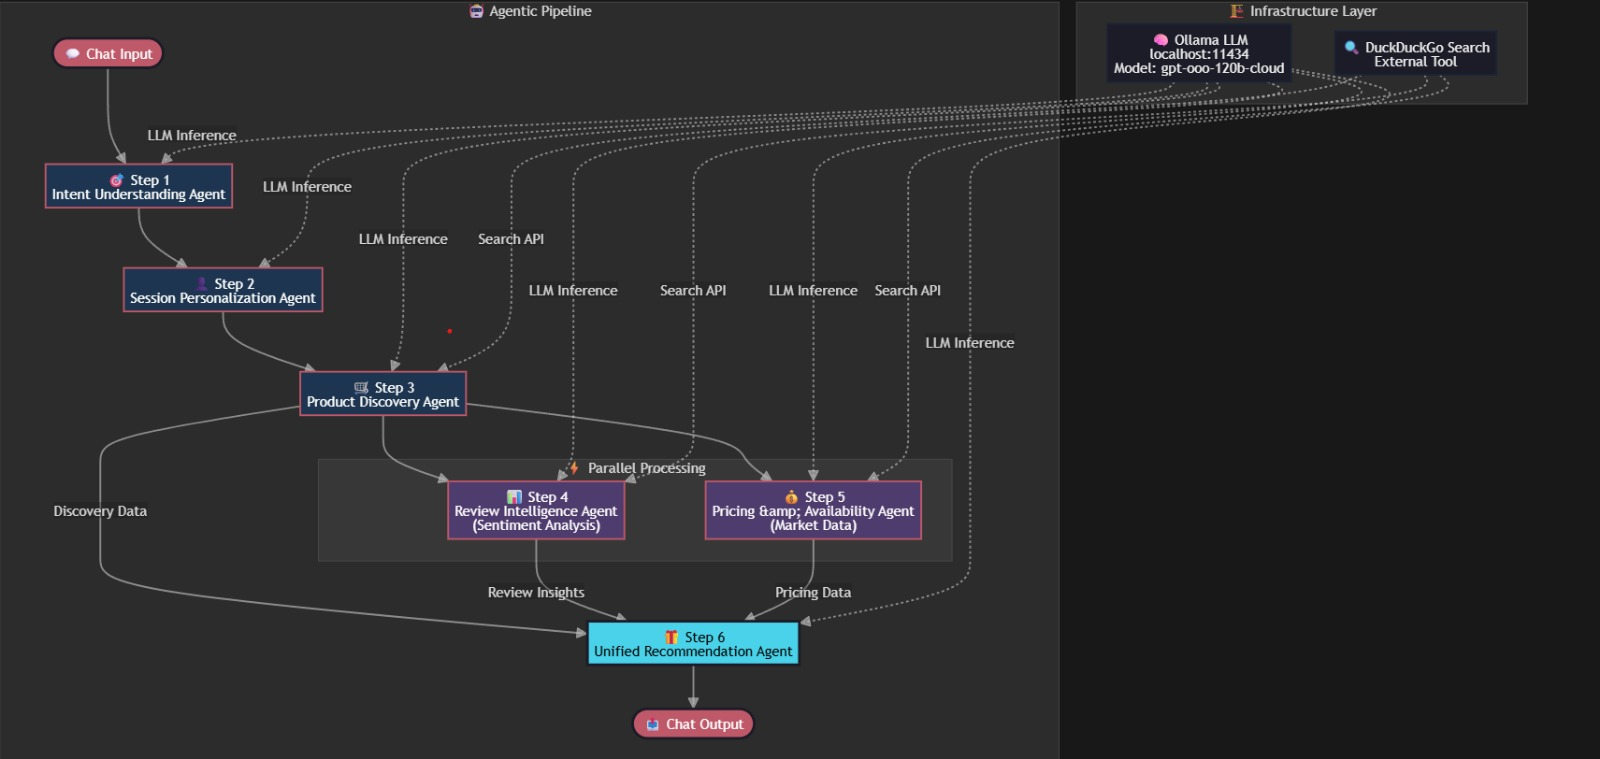 Agentic Pipeline
Infrastructure Layer
Chat Input
Ollama LLM
localhost:11434
Model: gpt-ooo-120b-cloud
DuckDuckGo Search
External Tool
LLM Inference
Step 1
Intent Understanding Agent
LLM Inference
LLM Inference
Search API
Step 2
Session Personalization Agent
LLM Inference
Search API
LLM Inference
Search API
LLM Inference
Step 3
Product Discovery Agent
Parallel Processing
Discovery Data
Step 4
Review Intelligence Agent
(Sentiment Analysis)
Step 5
Pricing &amp; Availability Agent
(Market Data)
Review Insights
Pricing Data
Step 6
Unified Recommendation Agent
Chat Output